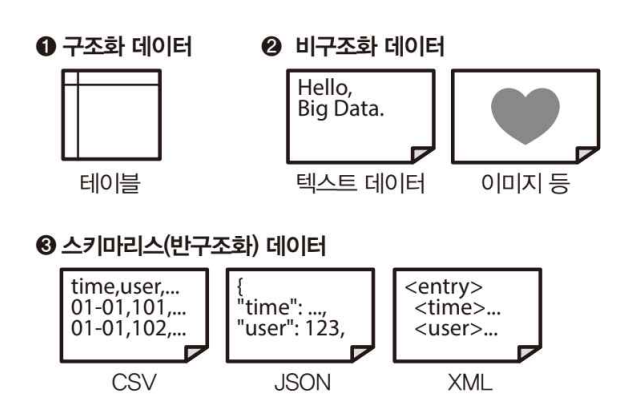 ❶ 구조화 데이터
❷ 비구조화 데이터
Hello,
Big Data.
테이블
텍스트 데이터
이미지 등
❸ 스키마리스(반구조화) 데이터
time,user,...
01-01,101,...
01-01,102,...
{
"time": ...,
"user": 123,
<entry>
<time>...
<user>...
CSV
JSON
XML